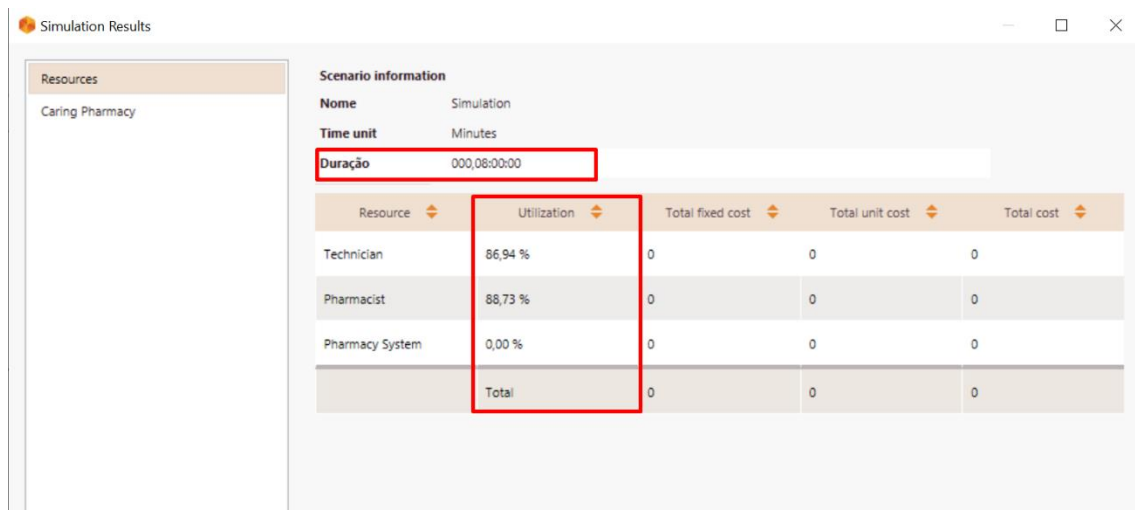 Simulation Results
Resources
Caring Pharmacy
Scenario information
Nome Simulation
Time unit Minutes
Duração 000,08:00:00
Resource Utilization Total fixed cost Total unit cost Total cost
Technician 86,94 % 0 0 0
Pharmacist 88,73 % 0 0 0
Pharmacy System 0,00 % 0 0 0
Total 0 0 0